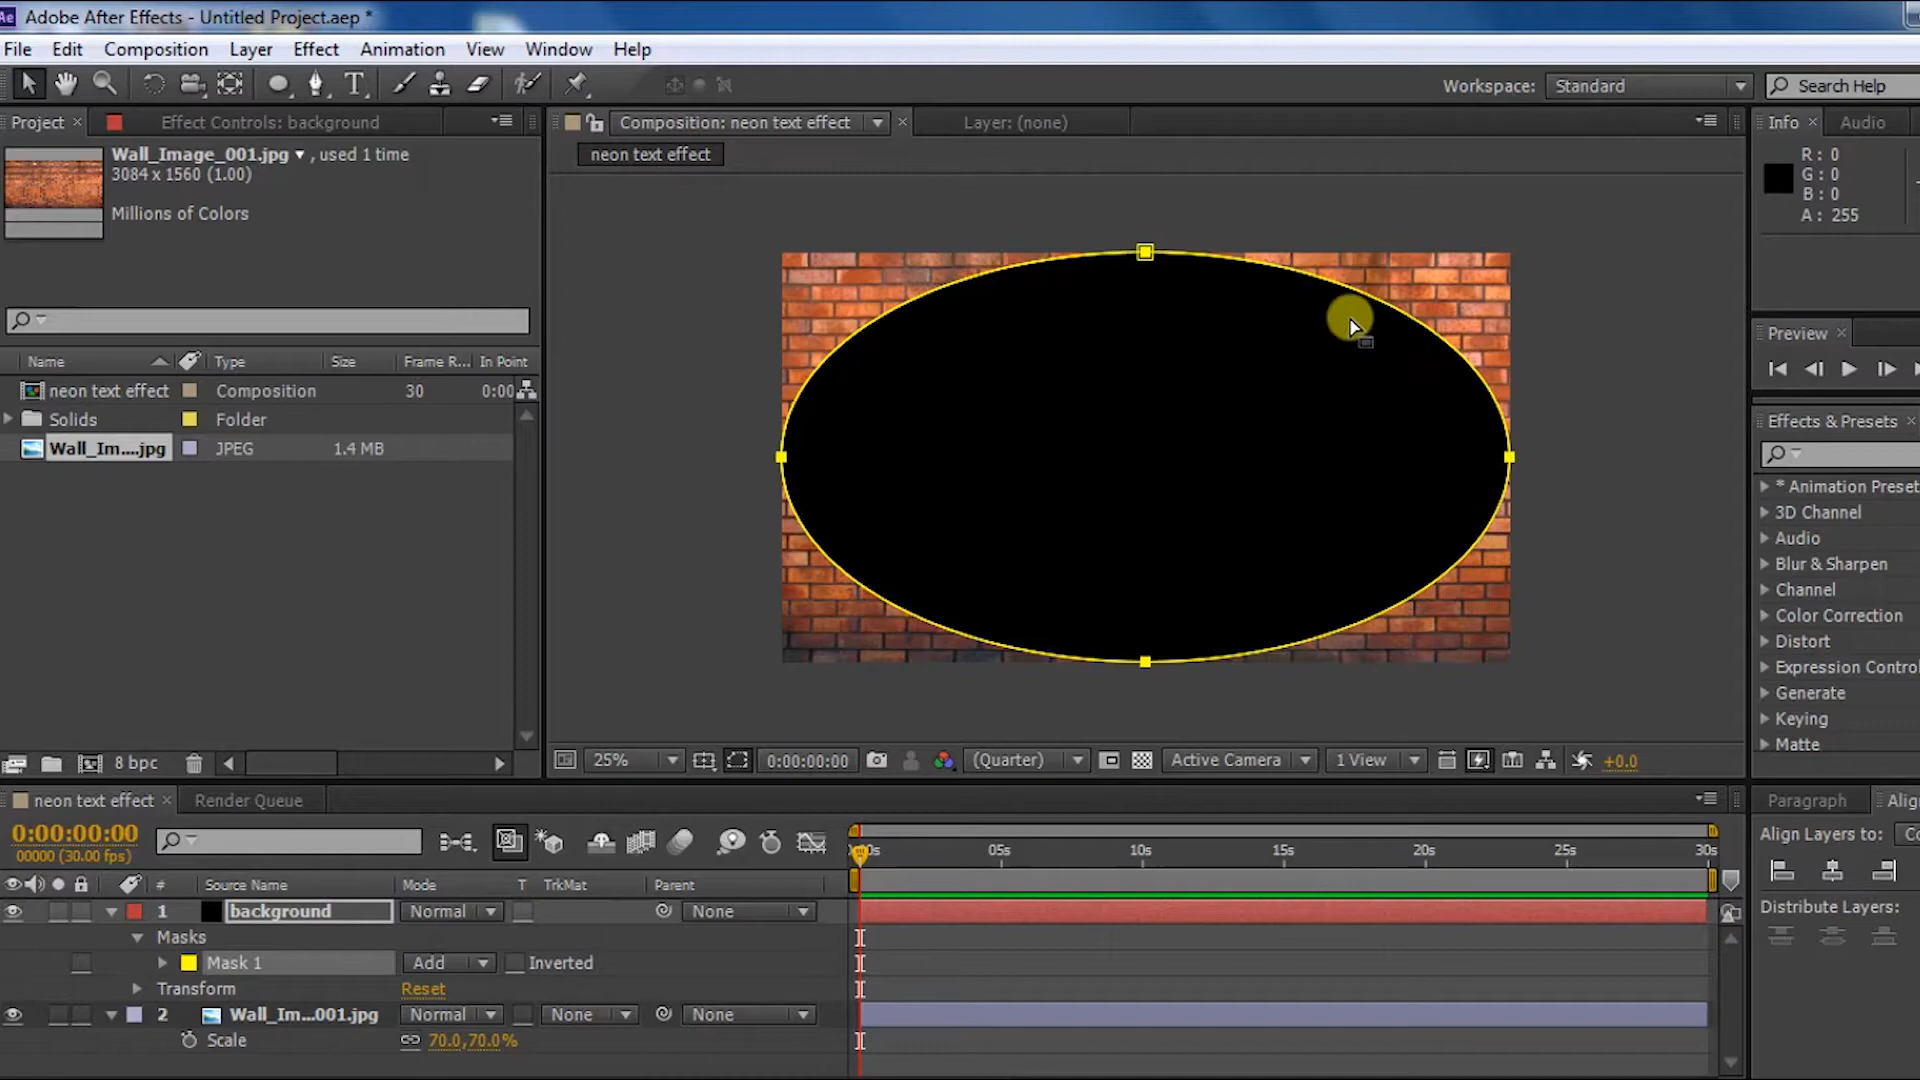 Adobe After Effects - Untitled Project.aep *
File Edit Composition Layer Effect Animation View Window Help
Workspace: Standard Search Help
Project × Effect Controls: background
Composition: neon text effect × Layer: (none)
Info × Audio
Wall_Image_001.jpg , used 1 time
3084 x 1560 (1.00)
Millions of Colors
neon text effect
R: 0
G: 0
B: 0
A: 255
Preview ×
Name Type Size Frame R... In Point
neon text effect Composition 30 0:00
Solids Folder
Wall_Im....jpg JPEG 1.4 MB
Effects & Presets ×
* Animation Preset
3D Channel
Audio
Blur & Sharpen
Channel
Color Correction
Distort
Expression Contro
Generate
Keying
Matte
8 bpc
25% 0:00:00:00 (Quarter) Active Camera 1 View +0.0
neon text effect × Render Queue
Paragraph × Alig
0:00:00:00
00000 (30.00 fps)
05s 10s 15s 20s 25s 30s
Align Layers to:
# Source Name Mode T TrkMat Parent
1 background Normal None
Masks
Mask 1 Add Inverted
Transform Reset
2 Wall_Im...001.jpg Normal None None
Scale 70.0,70.0%
Distribute Layers: